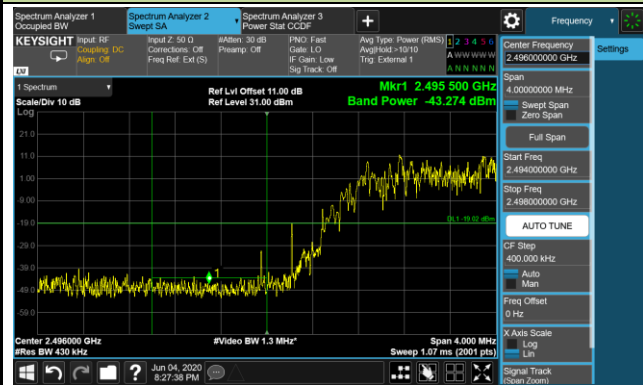 Spectrum Analyzer 1
Occupied BW
Spectrum Analyzer 2
Swept SA
Spectrum Analyzer 3
Power Stat CCDF
Frequency
KEYSIGHT
Input: RF
Coupling: DC
Align: Off
Input Z: 50 Ω
Corrections: Off
Freq Ref: Ext (S)
#Atten: 30 dB
Preamp: Off
PNO: Fast
Gate: LO
IF Gain: Low
Sig Track: Off
Avg Type: Power (RMS)
Avg|Hold:>10/10
Trig: External 1
1 2 3 4 5 6
A W W W W W
A N N N N N
LXI
1 Spectrum
Scale/Div 10 dB
Log
Ref Lvl Offset 11.00 dB
Ref Level 31.00 dBm
Mkr1 2.495 500 GHz
Band Power -43.274 dBm
21.0
11.0
1.00
-9.00
-19.0
-29.0
-39.0
-49.0
-59.0
DL1 -19.02 dBm
1
Center 2.496000 GHz
#Res BW 430 kHz
#Video BW 1.3 MHz*
Span 4.000 MHz
Sweep 1.07 ms (2001 pts)
Jun 04, 2020
8:27:38 PM
Center Frequency
2.496000000 GHz
Settings
Span
4.00000000 MHz
Swept Span
Zero Span
Full Span
Start Freq
2.494000000 GHz
Stop Freq
2.498000000 GHz
AUTO TUNE
CF Step
400.000 kHz
Auto
Man
Freq Offset
0 Hz
X Axis Scale
Log
Lin
Signal Track
(Span Zoom)